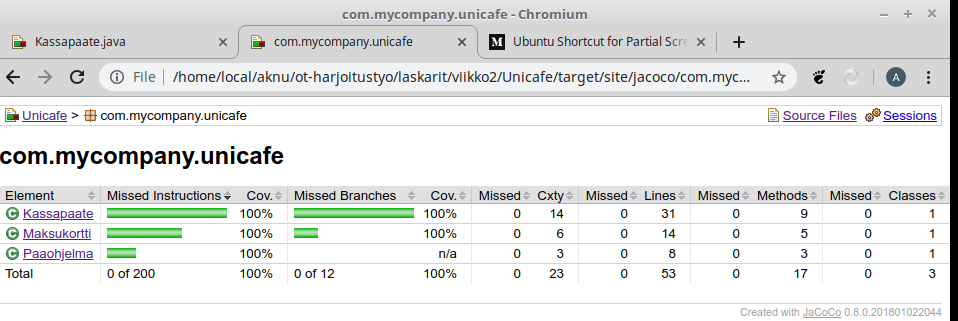 com.mycompany.unicafe - Chromium
Kassapaate.java
com.mycompany.unicafe
M Ubuntu Shortcut for Partial Scre
File /home/local/aknu/ot-harjoitustyo/laskarit/viikko2/Unicafe/target/site/jacoco/com.myc... A
Unicafe > com.mycompany.unicafe Source Files Sessions
com.mycompany.unicafe
Element Missed Instructions Cov. Missed Branches Cov. Missed Cxty Missed Lines Missed Methods Missed Classes
C Kassapaate 100% 100% 0 14 0 31 0 9 0 1
C Maksukortti 100% 100% 0 6 0 14 0 5 0 1
C Paaohjelma 100% n/a 0 3 0 8 0 3 0 1
Total 0 of 200 100% 0 of 12 100% 0 23 0 53 0 17 0 3
Created with JaCoCo 0.8.0.201801022044